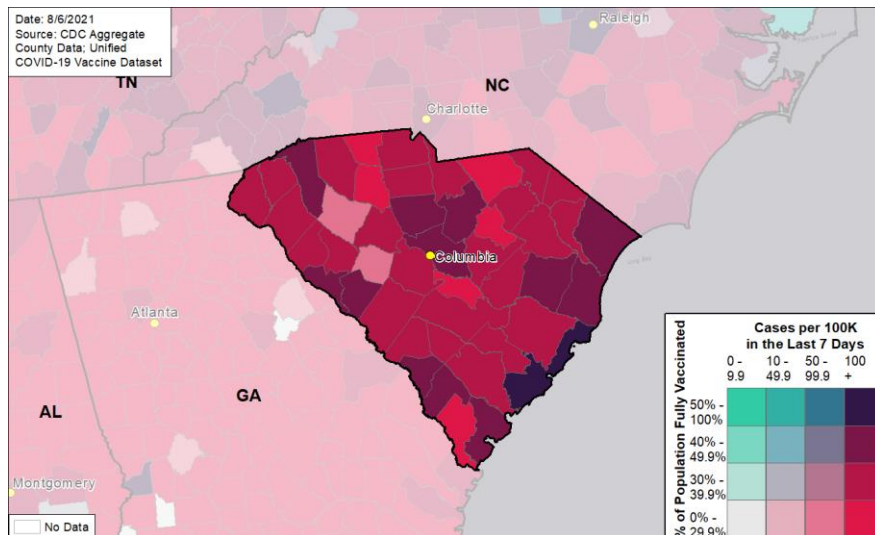 Date: 8/6/2021
Source: CDC Aggregate
County Data; Unified
COVID-19 Vaccine Dataset
Raleigh
TN
NC
Charlotte
Columbia
Atlanta
AL
GA
Montgomery
No Data
Cases per 100K
in the Last 7 Days
0 -
9.9
10 -
49.9
50 -
99.9
100
+
% of Population Fully Vaccinated
50% -
100%
40% -
49.9%
30% -
39.9%
0% -
29.9%